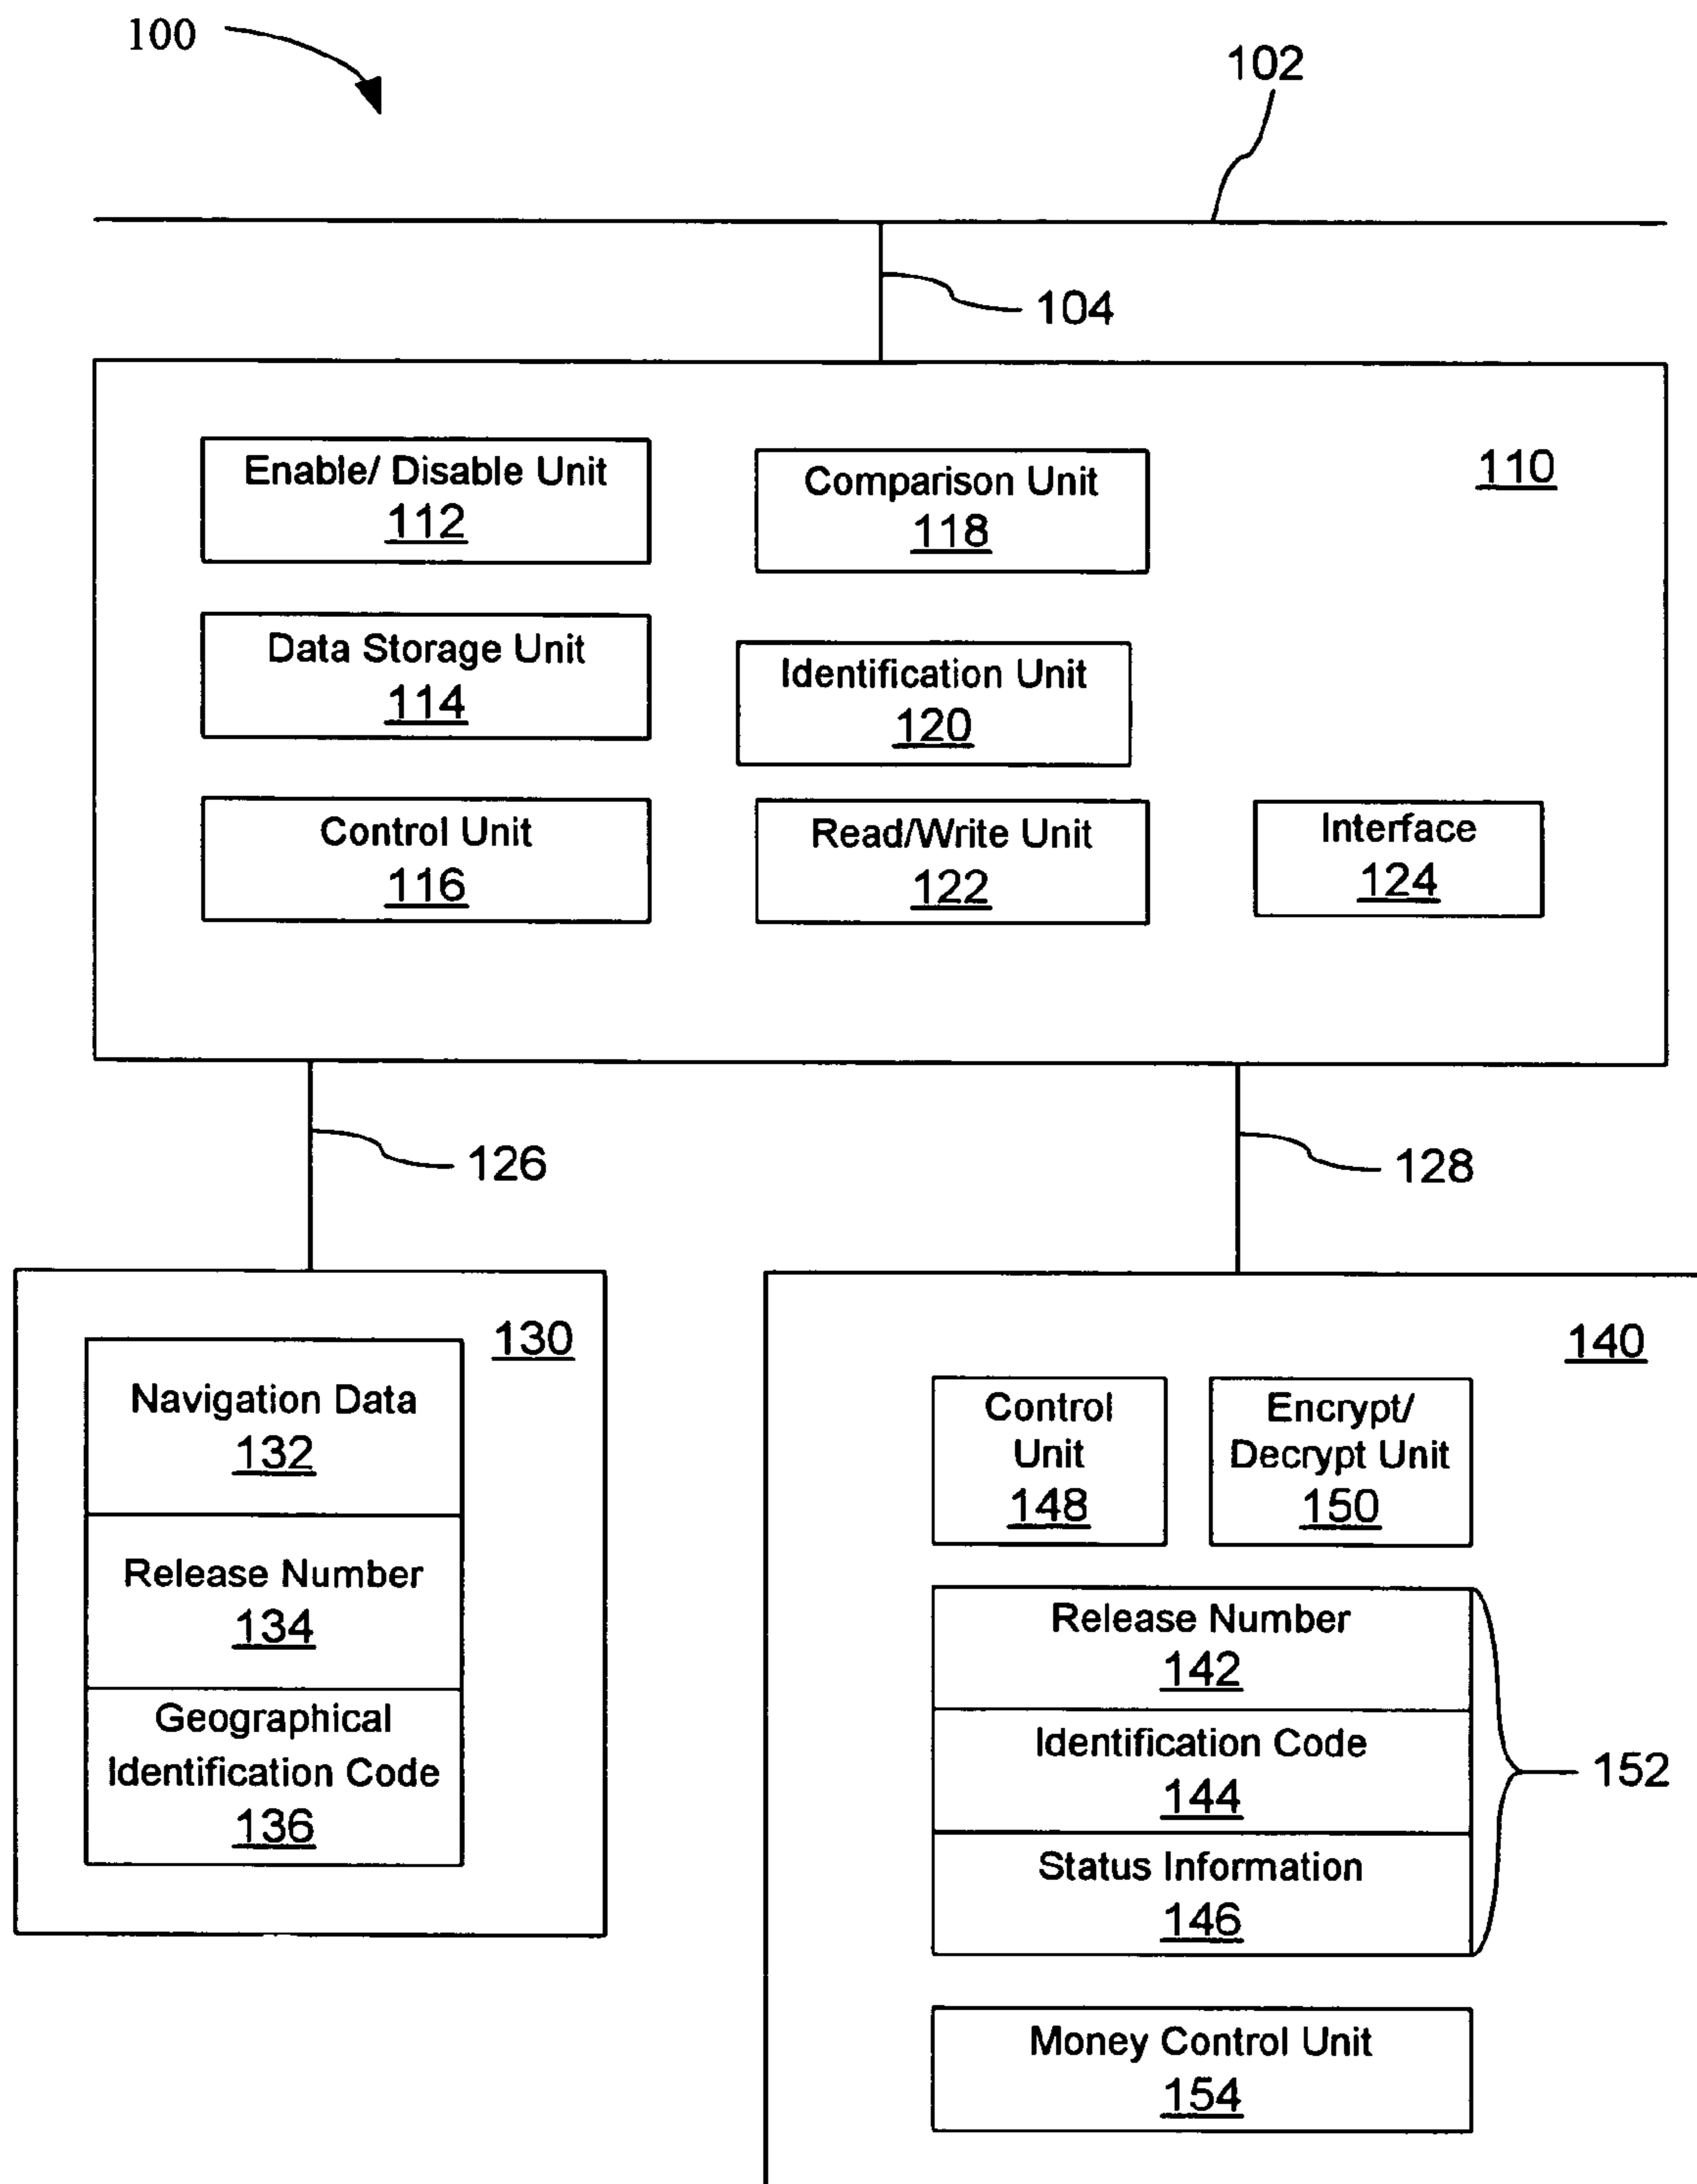 100
102
104
110
Enable/ Disable Unit
112
Comparison Unit
118
Data Storage Unit
114
Identification Unit
120
Control Unit
116
Read/Write Unit
122
Interface
124
126
128
130
Navigation Data
132
Release Number
134
Geographical
Identification Code
136
140
Control
Unit
148
Encrypt/
Decrypt Unit
150
Release Number
142
Identification Code
144
Status Information
146
152
Money Control Unit
154